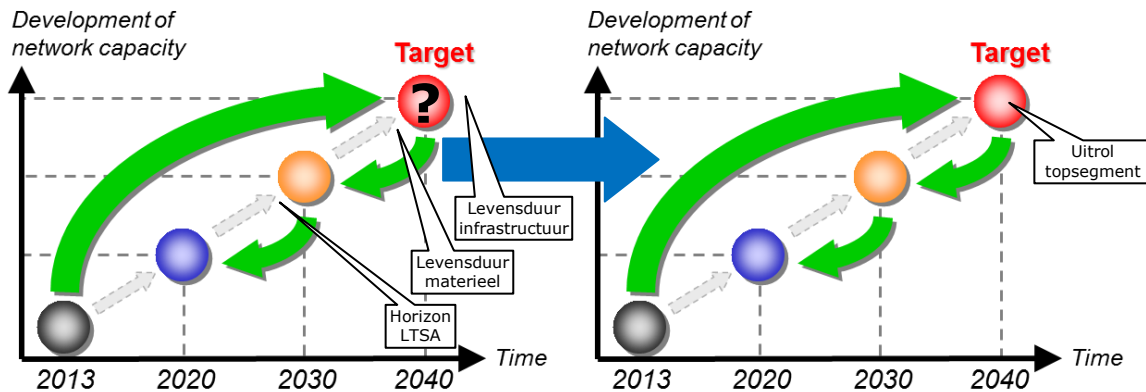 Development of
network capacity
Target
?
Levensduur
infrastructuur
Levensduur
materieel
Horizon
LTSA
Time
2013 2020 2030 2040
Development of
network capacity
Target
Uitrol
topsegment
Time
2013 2020 2030 2040